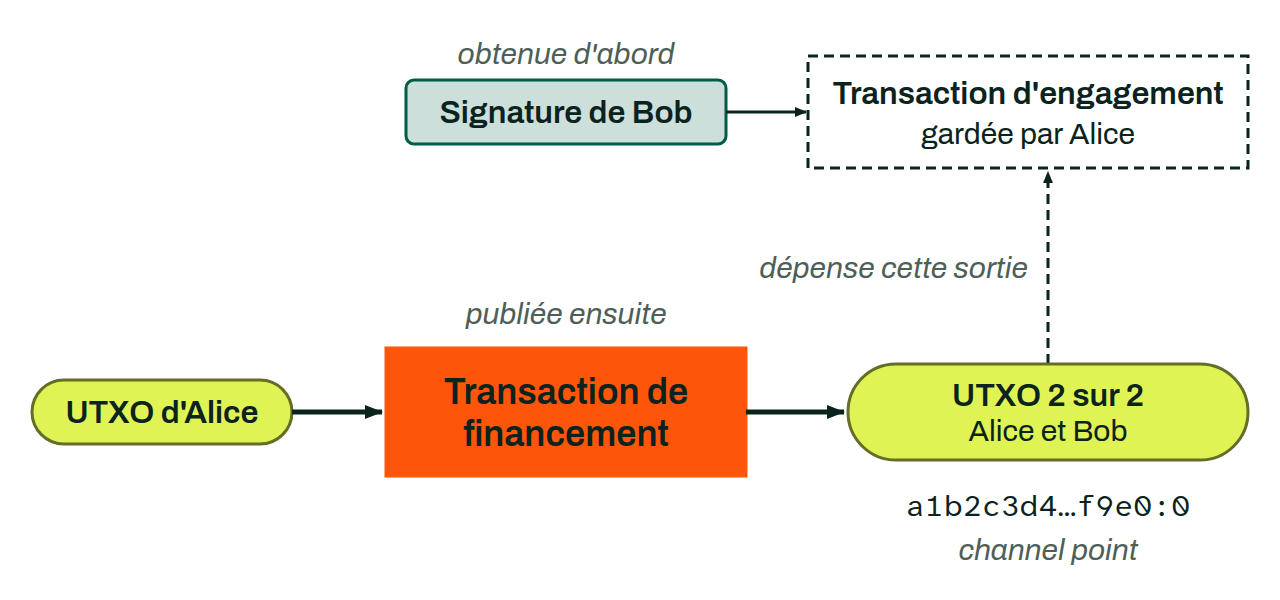 obtenue d'abord
Signature de Bob
Transaction d'engagement
gardée par Alice
dépense cette sortie
publiée ensuite
UTXO d'Alice
Transaction de
financement
UTXO 2 sur 2
Alice et Bob
a1b2c3d4…f9e0:0
channel point